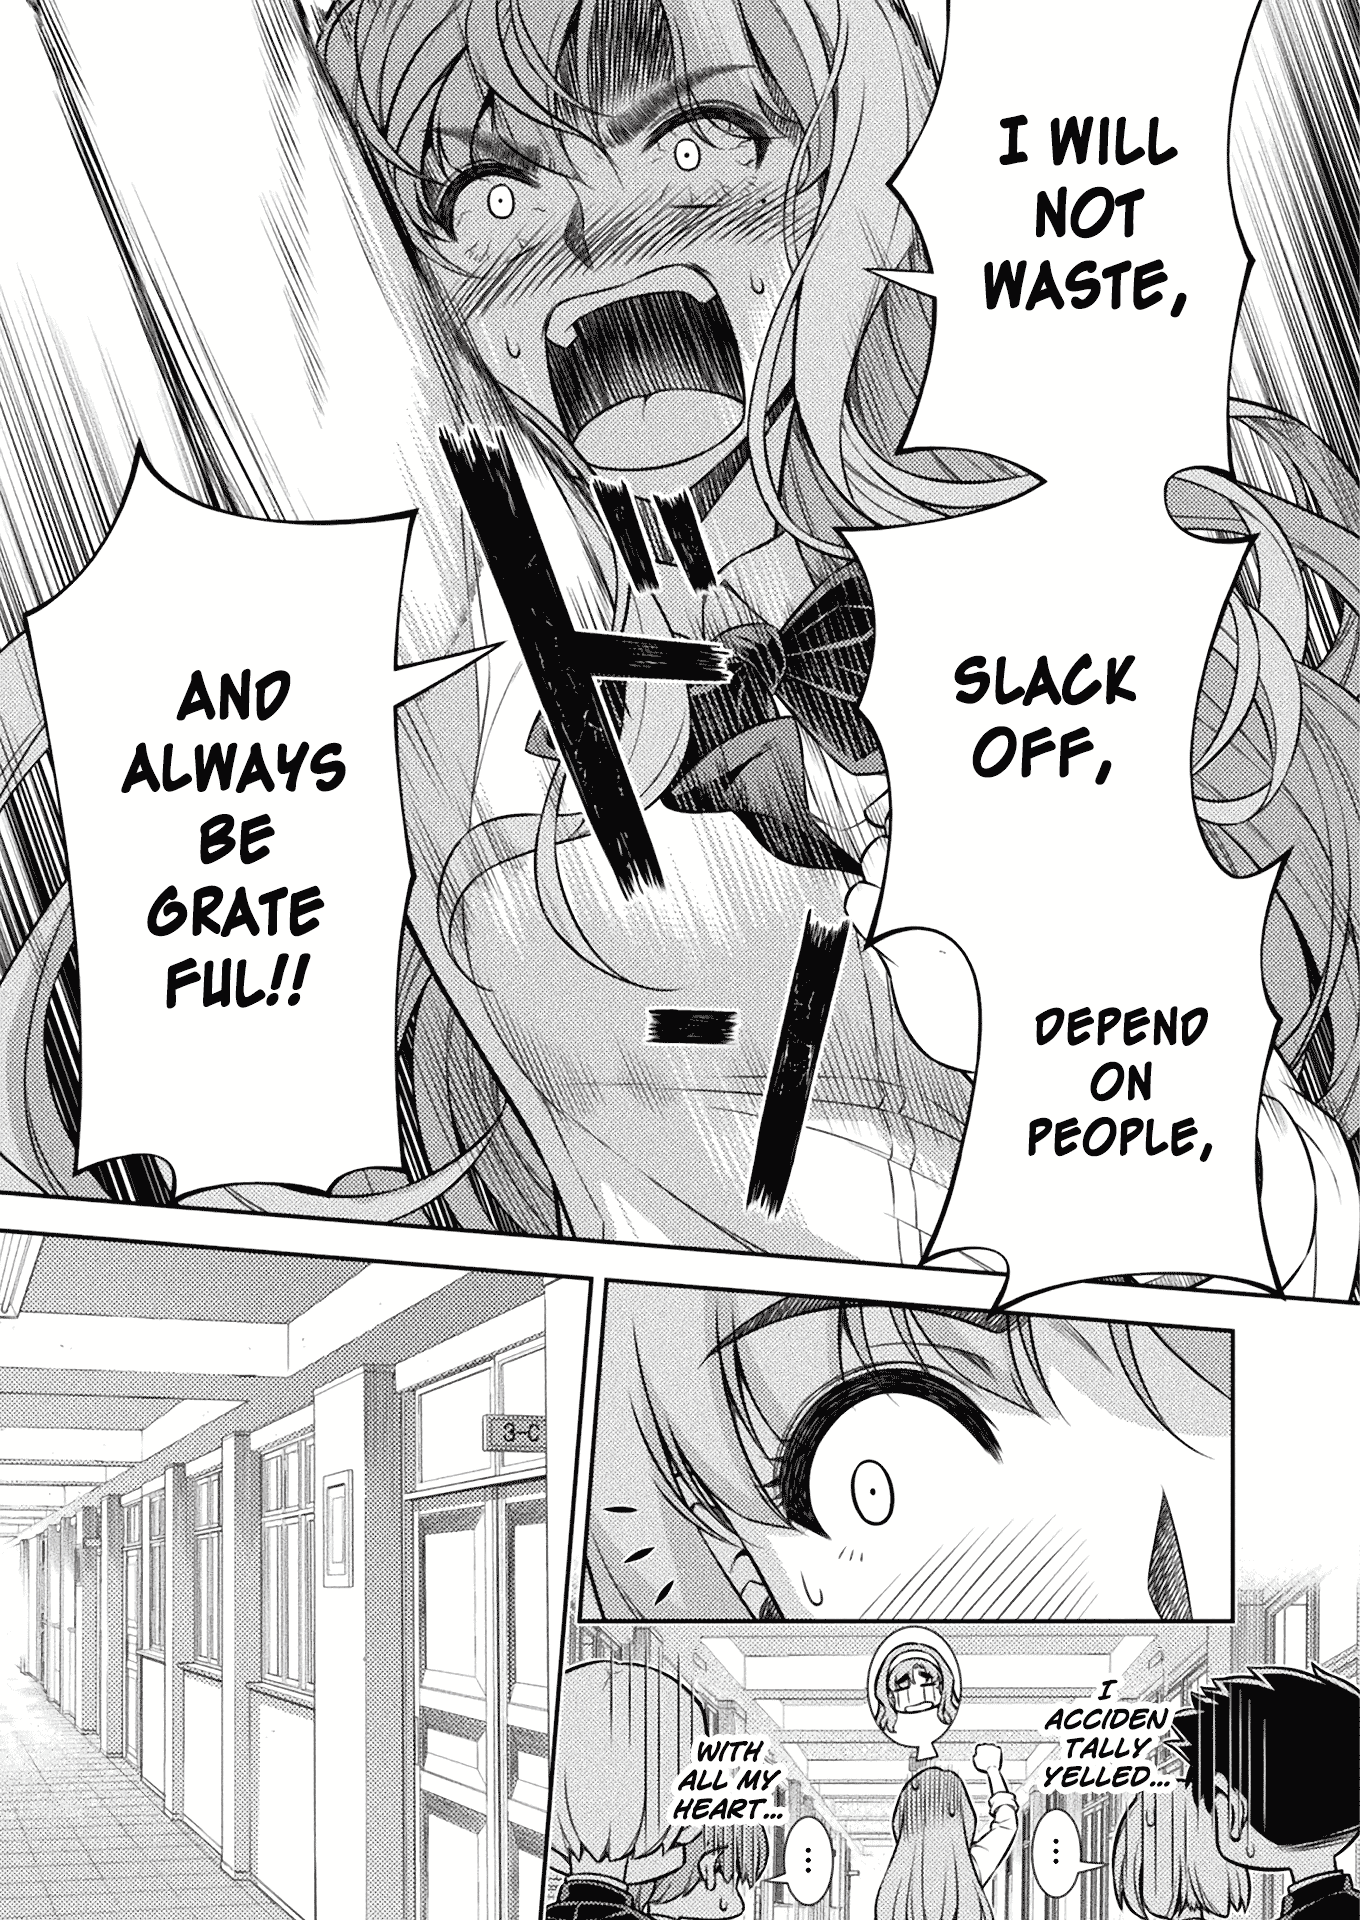 I WILL
NOT
WASTE,
SLACK
OFF,
DEPEND
ON
PEOPLE,
AND
ALWAYS
BE
GRATE
FUL!!
ドーン
3-C
I
ACCIDEN
TALLY
YELLED...
WITH
ALL MY
HEART...
...
...